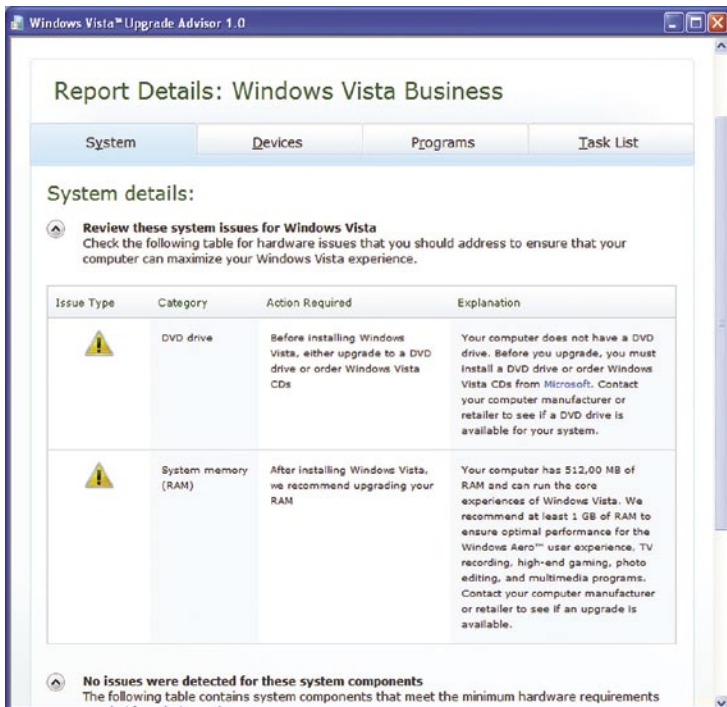 Windows Vista™ Upgrade Advisor 1.0
Report Details: Windows Vista Business
System Devices Programs Task List
System details:
Review these system issues for Windows Vista
Check the following table for hardware issues that you should address to ensure that your
computer can maximize your Windows Vista experience.
Issue Type Category Action Required Explanation
DVD drive
Before installing Windows
Vista, either upgrade to a DVD
drive or order Windows Vista
CDs
Your computer does not have a DVD
drive. Before you upgrade, you must
install a DVD drive or order Windows
Vista CDs from Microsoft. Contact
your computer manufacturer or
retailer to see if a DVD drive is
available for your system.
System memory
(RAM)
After installing Windows Vista,
we recommend upgrading your
RAM
Your computer has 512,00 MB of
RAM and can run the core
experiences of Windows Vista. We
recommend at least 1 GB of RAM to
ensure optimal performance for the
Windows Aero™ user experience, TV
recording, high-end gaming, photo
editing, and multimedia programs.
Contact your computer manufacturer
or retailer to see if an upgrade is
available.
No issues were detected for these system components
The following table contains system components that meet the minimum hardware requirements